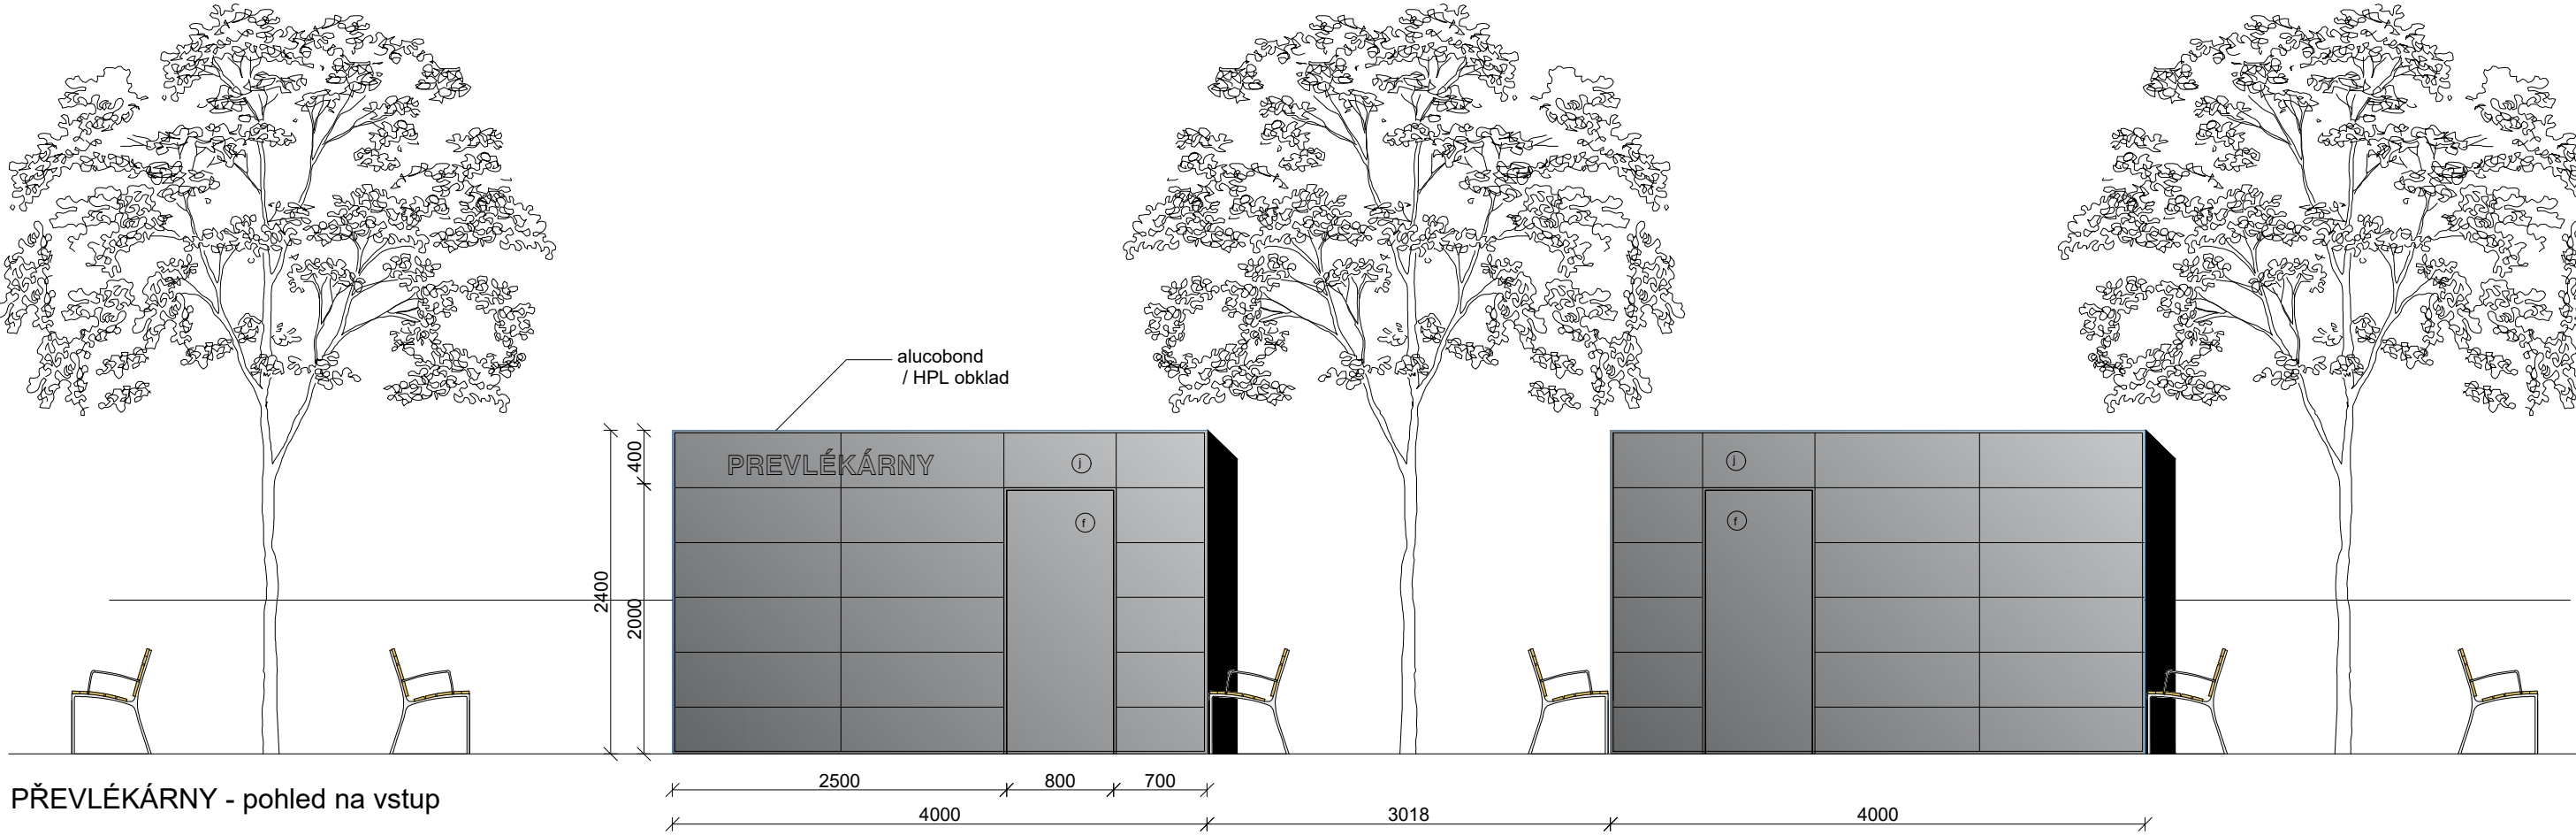 alucobond
/ HPL obklad
PREVLÉKÁRNY
j
j
f
f
400
2400
2000
2500
800
700
4000
3018
4000
PŘEVLÉKÁRNY - pohled na vstup